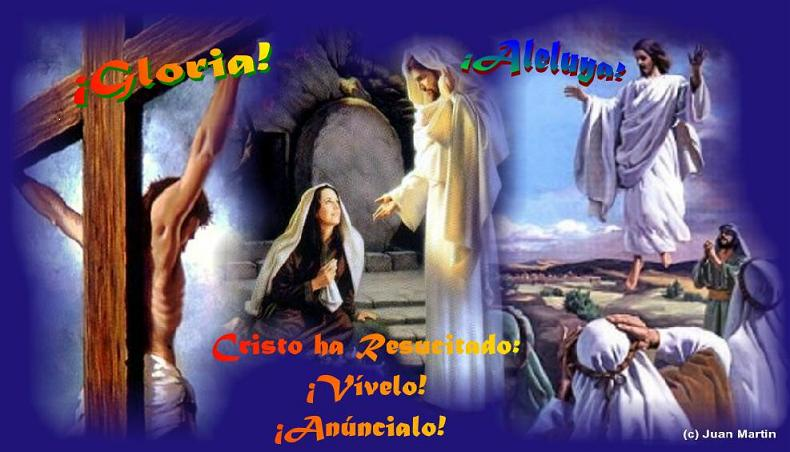 ¡Gloria!
¡Aleluya!
Cristo ha Resucitado:
¡Vívelo!
¡Anúncialo!
(c) Juan Martin